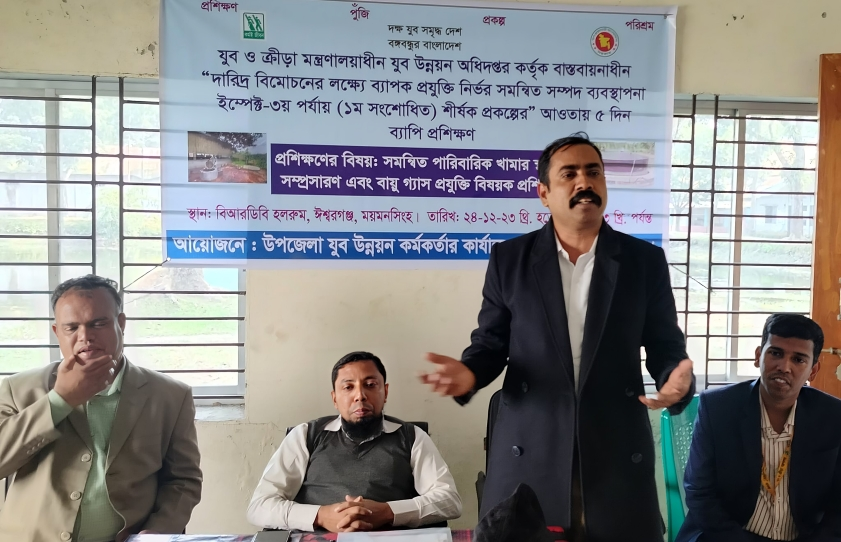 প্রশিক্ষণ পুঁজি প্রকল্প পরিশ্রম
দক্ষ যুব সমৃদ্ধ দেশ
বঙ্গবন্ধুর বাংলাদেশ
যুব ও ক্রীড়া মন্ত্রণালয়াধীন যুব উন্নয়ন অধিদপ্তর কর্তৃক বাস্তবায়নাধীন
“দারিদ্র বিমোচনের লক্ষ্যে ব্যাপক প্রযুক্তি নির্ভর সমন্বিত সম্পদ ব্যবস্থাপনা
ইম্পেক্ট-৩য় পর্যায় (১ম সংশোধিত) শীর্ষক প্রকল্পের” আওতায় ৫ দিন
ব্যাপি প্রশিক্ষণ
প্রশিক্ষণের বিষয়: সমন্বিত পারিবারিক খামার
সম্প্রসারণ এবং বায়ু গ্যাস প্রযুক্তি বিষয়ক
স্থান: বিআরডিবি হলরুম, ঈশ্বরগঞ্জ, ময়মনসিংহ। তারিখ: ২৪-১২-২৩ খ্রি. খ্রি. পর্যন্ত
আয়োজনে : উপজেলা যুব উন্নয়ন কর্মকর্তার